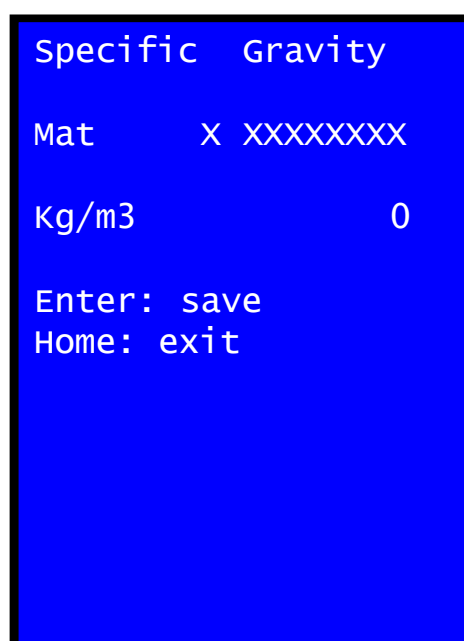 Specific  Gravity
Mat     X XXXXXXXX
Kg/m3            0
Enter: save
Home: exit